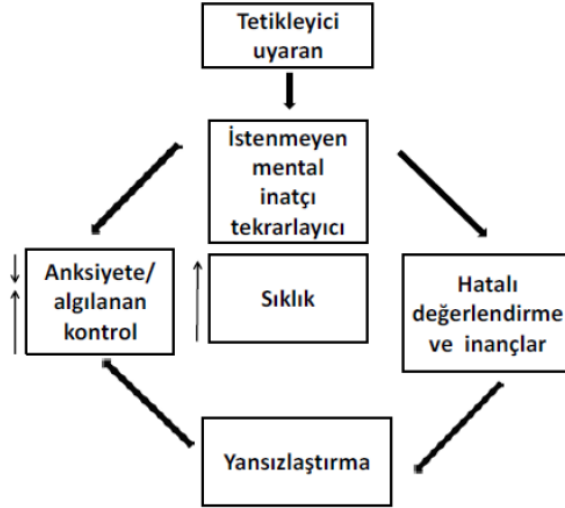 Tetikleyici
uyaran
İstenmeyen
mental
inatçı
tekrarlayıcı
Anksiyete/
algılanan
kontrol
Sıklık
Hatalı
değerlendirme
ve inançlar
Yansızlaştırma